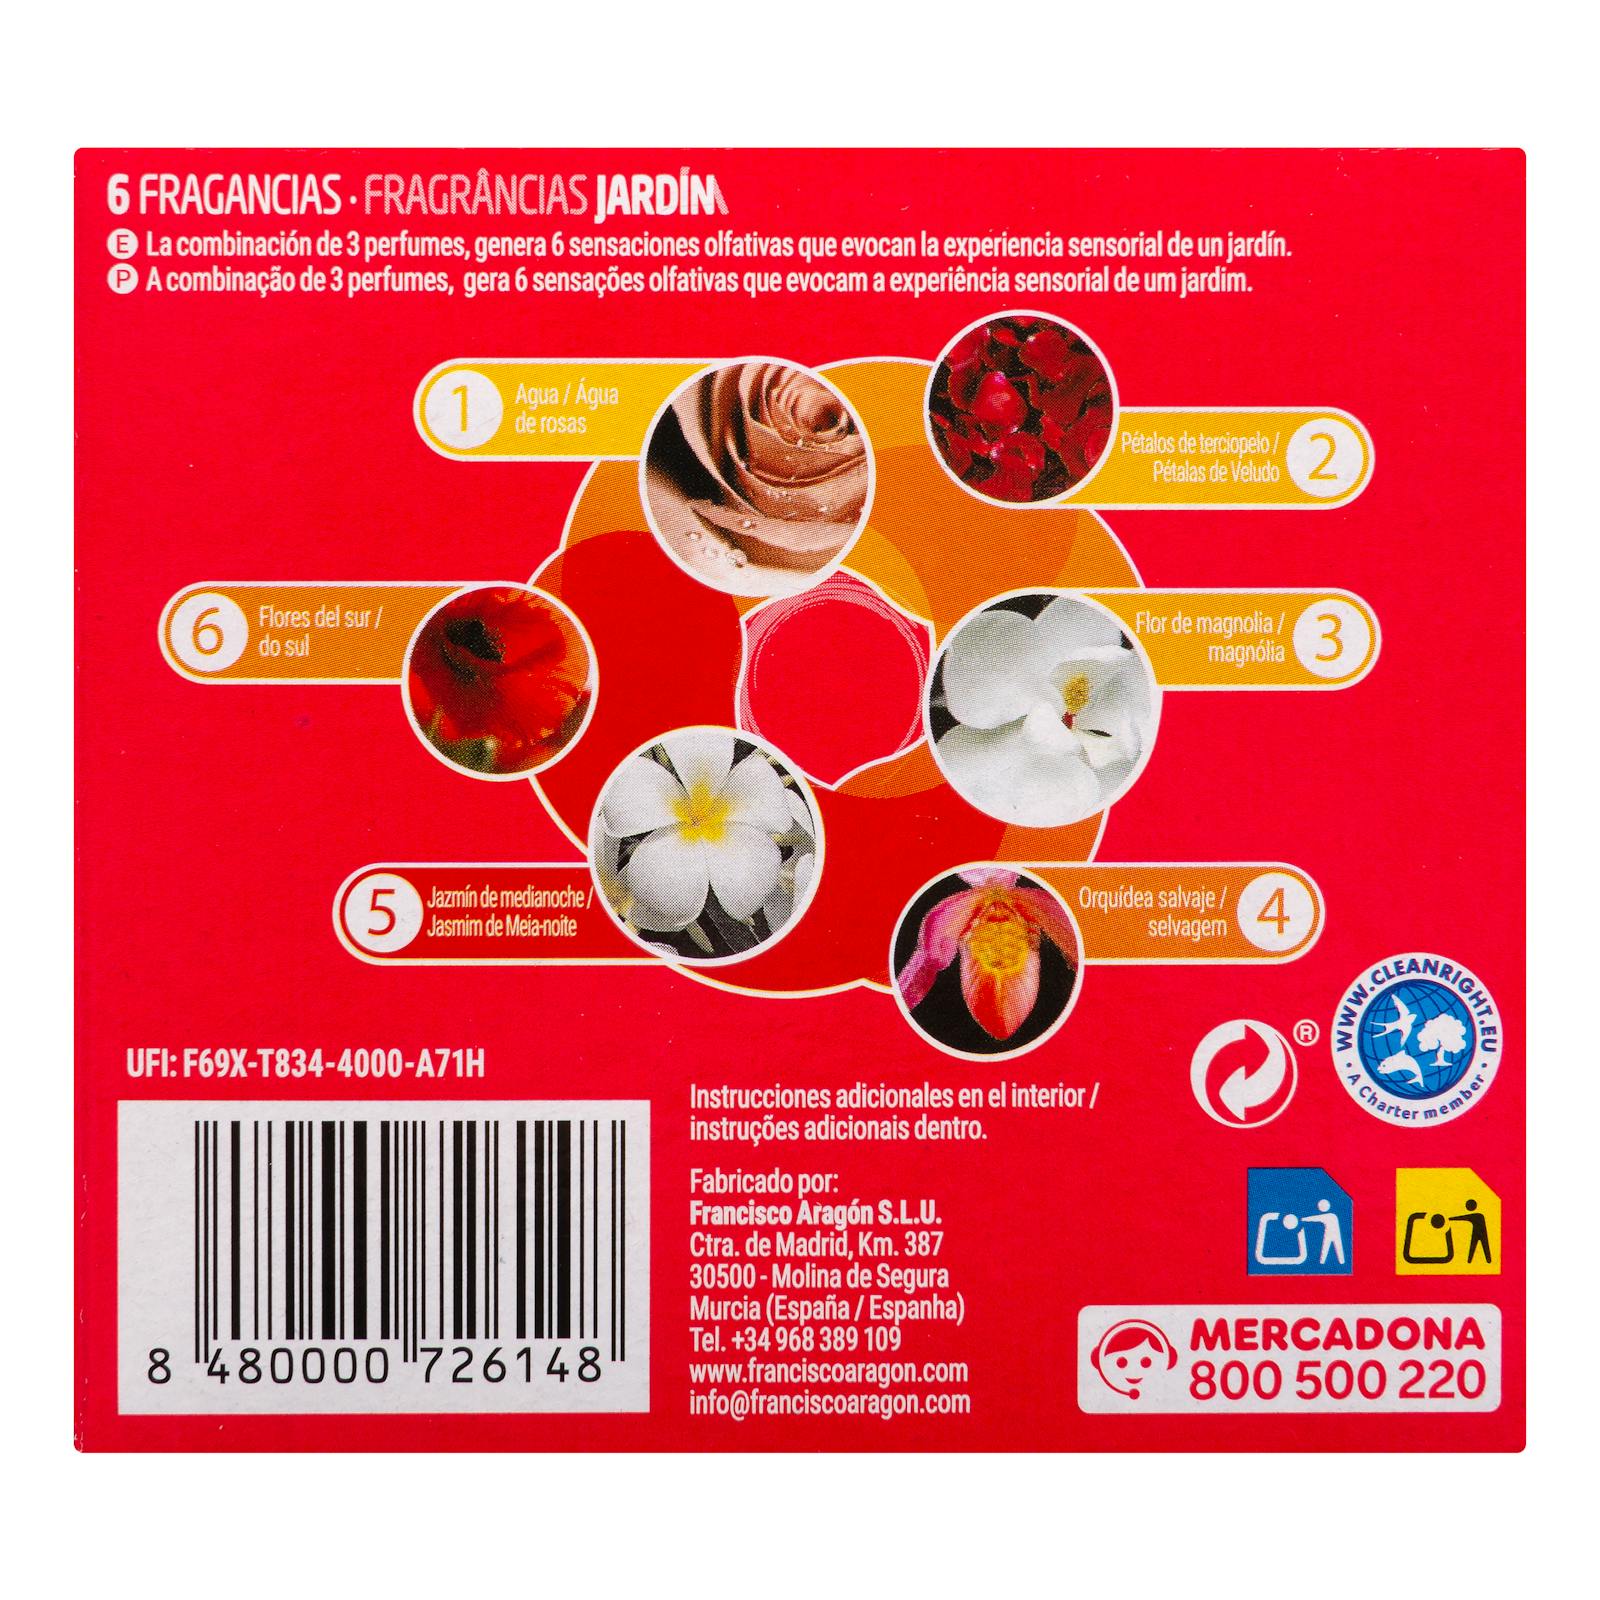 6 FRAGANCIAS · FRAGRÂNCIAS JARDÍN
E La combinación de 3 perfumes, genera 6 sensaciones olfativas que evocan la experiencia sensorial de un jardín.
P A combinação de 3 perfumes, gera 6 sensações olfativas que evocam a experiência sensorial de um jardim.
1 Agua / Água
de rosas
Pétalos de terciopelo /
Pétalas de Veludo 2
6 Flores del sur /
do sul
Flor de magnolia /
magnólia 3
5 Jazmín de medianoche /
Jasmim de Meia-noite
Orquídea salvaje /
selvagem 4
WWW.CLEANRIGHT.EU
· A Charter member ·
®
UFI: F69X-T834-4000-A71H
8 480000 726148
Instrucciones adicionales en el interior /
instruções adicionais dentro.
Fabricado por:
Francisco Aragón S.L.U.
Ctra. de Madrid, Km. 387
30500 - Molina de Segura
Murcia (España / Espanha)
Tel. +34 968 389 109
www.franciscoaragon.com
info@franciscoaragon.com
MERCADONA
800 500 220